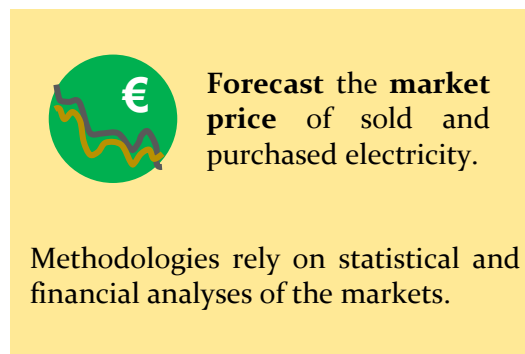 €
Forecast the market
price of sold and
purchased electricity.
Methodologies rely on statistical and
financial analyses of the markets.